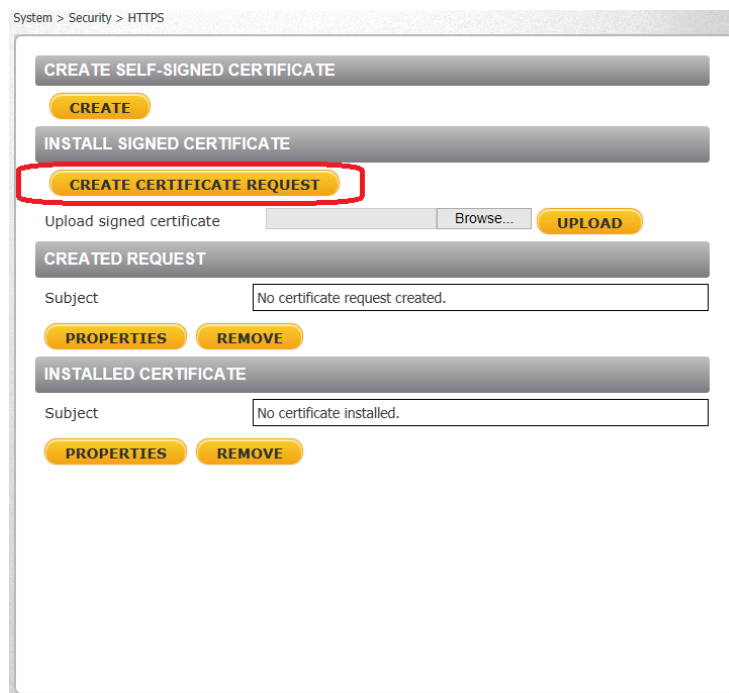 System > Security > HTTPS
CREATE SELF-SIGNED CERTIFICATE
CREATE
INSTALL SIGNED CERTIFICATE
CREATE CERTIFICATE REQUEST
Upload signed certificate Browse... UPLOAD
CREATED REQUEST
Subject No certificate request created.
PROPERTIES REMOVE
INSTALLED CERTIFICATE
Subject No certificate installed.
PROPERTIES REMOVE